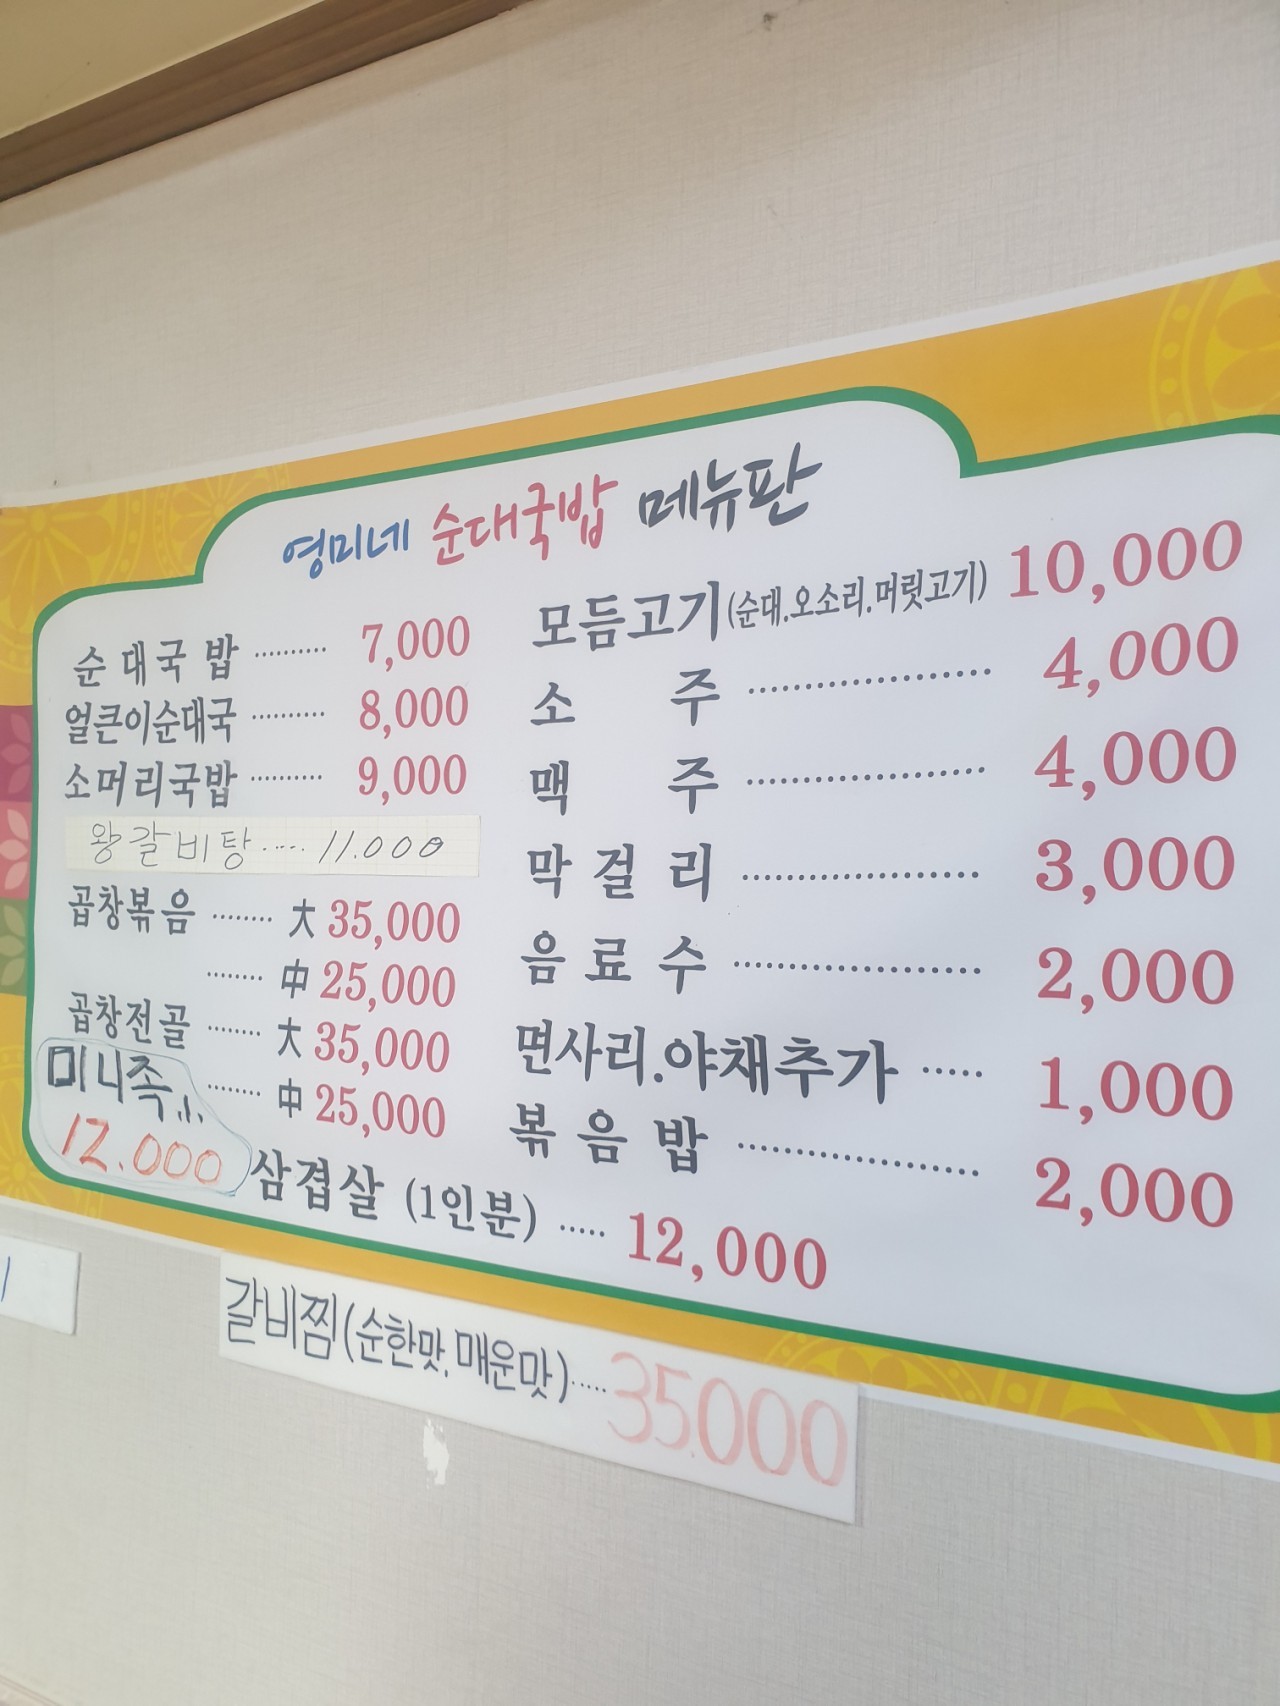 영미네 순대국밥 메뉴판
순대국밥 .......... 7,000
얼큰이순대국 .......... 8,000
소머리국밥 .......... 9,000
왕갈비탕 ..... 11.000
곱창볶음 ........ 大 35,000
........ 中 25,000
곱창전골 ........ 大 35,000
........ 中 25,000
미니족
12.000
삼겹살 (1인분) ..... 12,000
모듬고기(순대.오소리.머릿고기) 10,000
소주 .................... 4,000
맥주 .................... 4,000
막걸리 .................... 3,000
음료수 .................... 2,000
면사리.야채추가 ..... 1,000
볶음밥 .................... 2,000
갈비찜(순한맛.매운맛)..... 35.000